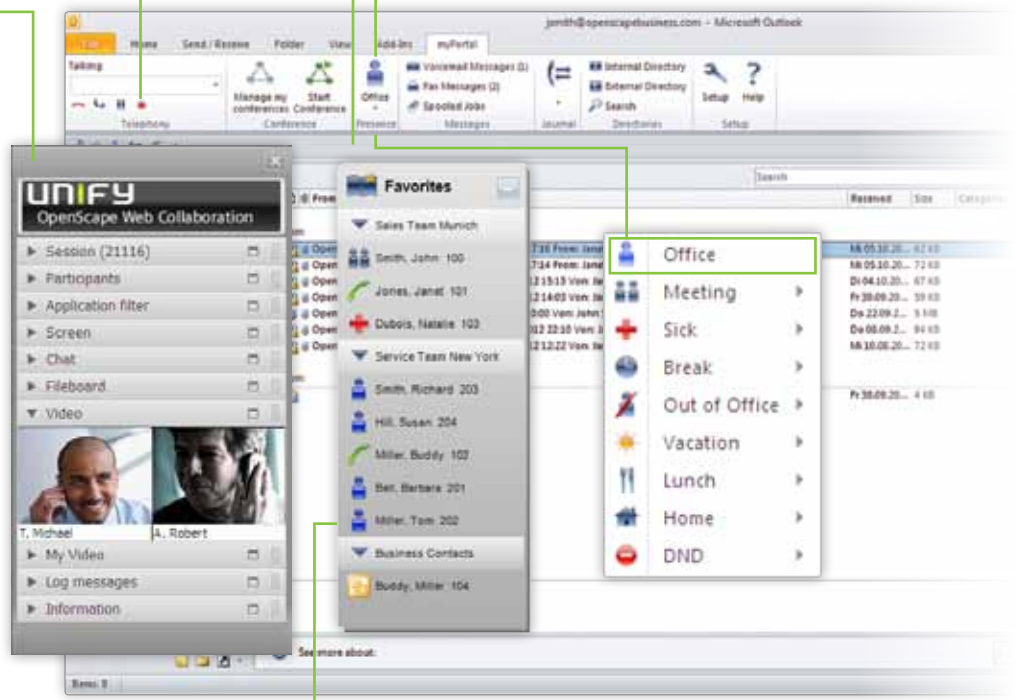 jsmith@openscapebusiness.com - Microsoft Outlook
Home Send / Receive Folder View Add-Ins myPortal
Talking
Manage my conferences
Start Conference
Office
Voicemail Messages (1)
Fax Messages (2)
Spooled Jobs
Internal Directory
External Directory
Search
Setup
Help
Telephony Conference Presence Messages Journal Directories Setup
UNIFY
OpenScape Web Collaboration
Session (21116)
Participants
Application filter
Screen
Chat
Fileboard
Video
T. Michael
A. Robert
My Video
Log messages
Information
Favorites
Sales Team Munich
Smith, John 100
Jones, Janat 101
Dubois, Natalie 103
Service Team New York
Smith, Richard 203
Hill, Susan 204
Miller, Buddy 102
Bell, Barbara 201
Miller, Tom 202
Business Contacts
Buddy, Miller 104
Search
From
Received Size
Office
Meeting
Sick
Break
Out of Office
Vacation
Lunch
Home
DND
See more about:
Items: 8